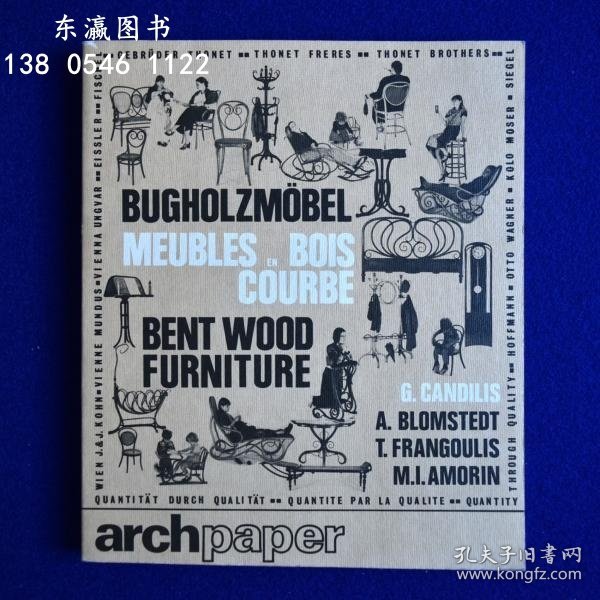 东瀛图书
138 0546 1122
GEBRÜDER THONET ■■ THONET FRERES ■■ THONET BROTHERS ■■
SIEGEL
KOLO MOSER ■
OTTO WAGNER ■
HOFFMANN ■■
THROUGH QUALITY ■■
EISSLER ■■
VIENNA UNGVAR ■■
VIENNE MUNDUS ■
WIEN J.&J. KOHN ■
BUGHOLZMÖBEL
MEUBLES EN BOIS
COURBE
BENT WOOD
FURNITURE
G. CANDILIS
A. BLOMSTEDT
T. FRANGOULIS
M.I. AMORIN
QUANTITÄT DURCH QUALITÄT ■■ QUANTITE PAR LA QUALITE ■■ QUANTITY
archpaper
孔夫子旧书网
www.kongfz.com